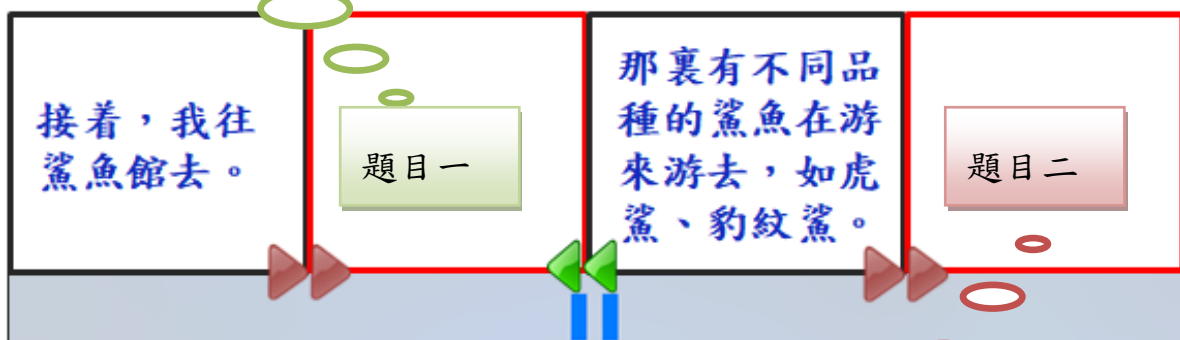 接着，我往
鯊魚館去。
題目一
那裏有不同品
種的鯊魚在游
來游去，如虎
鯊、豹紋鯊。
題目二